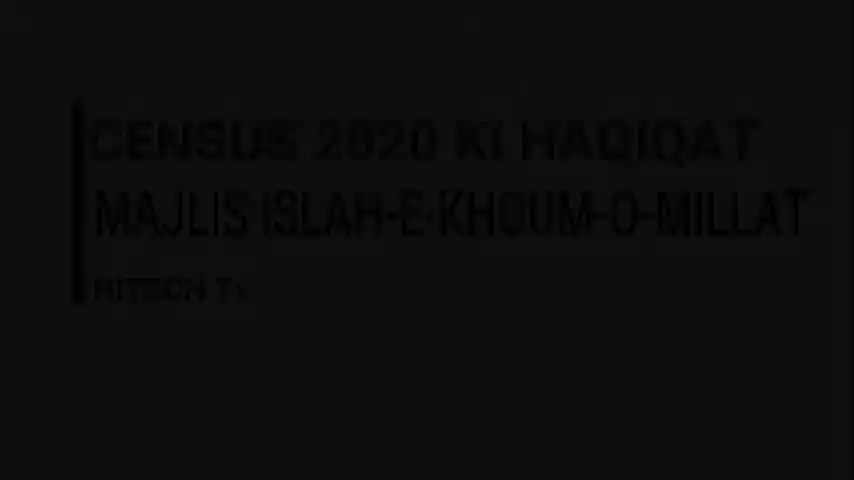 CENSUS 2020 KI HAQIQAT
MAJLIS ISLAH-E-KHOUM-O-MILLAT
HITECH Tv